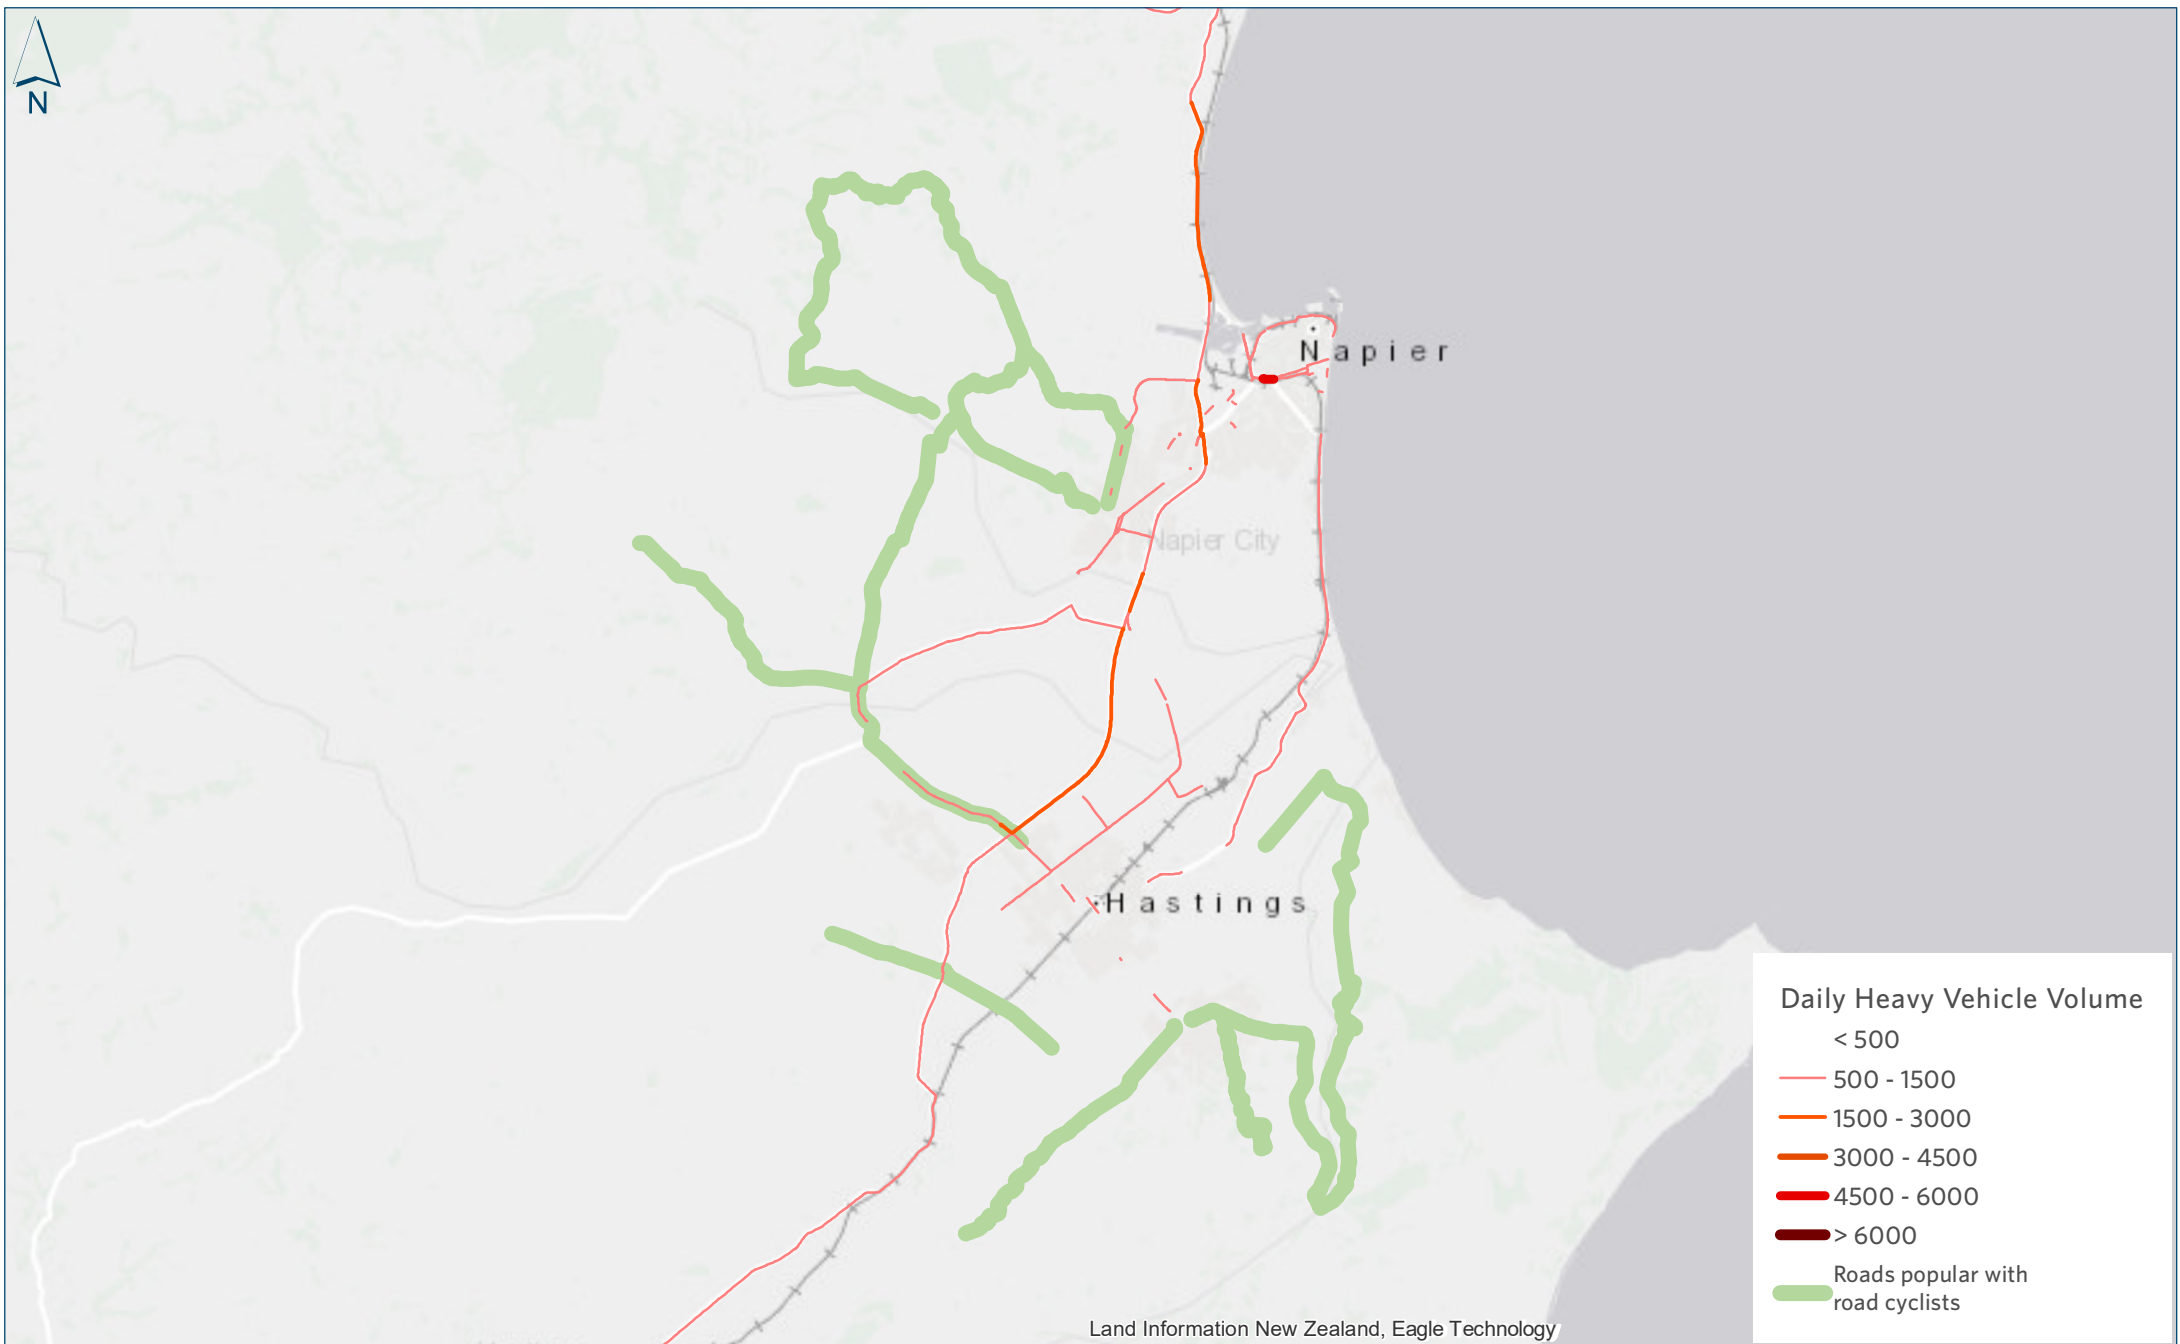 N
Napier
Napier City
Hastings
Daily Heavy Vehicle Volume
< 500
500 - 1500
1500 - 3000
3000 - 4500
4500 - 6000
> 6000
Roads popular with
road cyclists
Land Information New Zealand, Eagle Technology